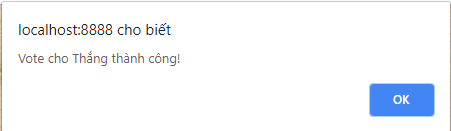 localhost:8888 cho biết
Vote cho Thắng thành công!
OK